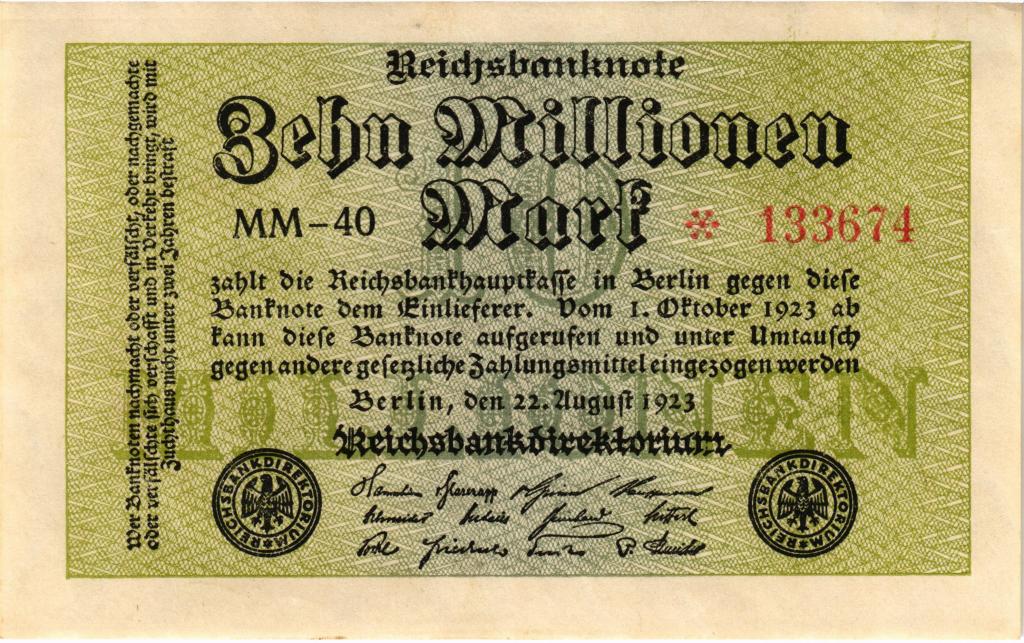 Reichsbanknote
Zehn Millionen
Mark
MM-40
* 133674
zahlt die Reichsbankhauptkasse in Berlin gegen diese
Banknote dem Einlieferer. Vom 1. Oktober 1923 ab
kann diese Banknote aufgerufen und unter Umtausch
gegen andere gesetzliche Zahlungsmittel eingezogen werden
Berlin, den 22. August 1923
Reichsbankdirektorium
Wer Banknoten nachmacht oder verfälscht, oder nachgemachte
oder verfälschte sich verschafft und in Verkehr bringt, wird mit
Zuchthaus nicht unter zwei Jahren bestraft
10
MILLIONEN
REICHSBANKDIREKTORIUM
REICHSBANKDIREKTORIUM